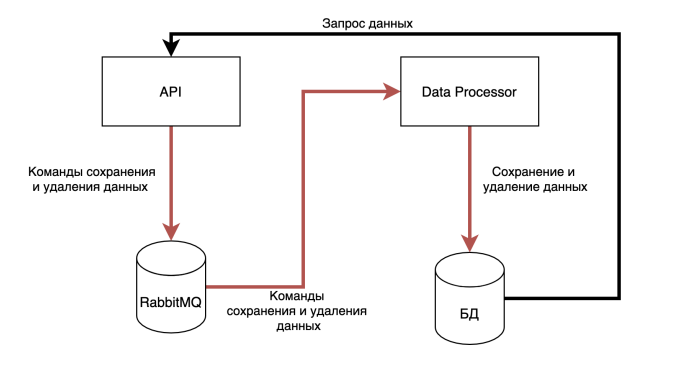 Запрос данных
API
Data Processor
Команды сохранения
и удаления данных
Сохранение и
удаление данных
RabbitMQ
Команды
сохранения и удаления
данных
БД